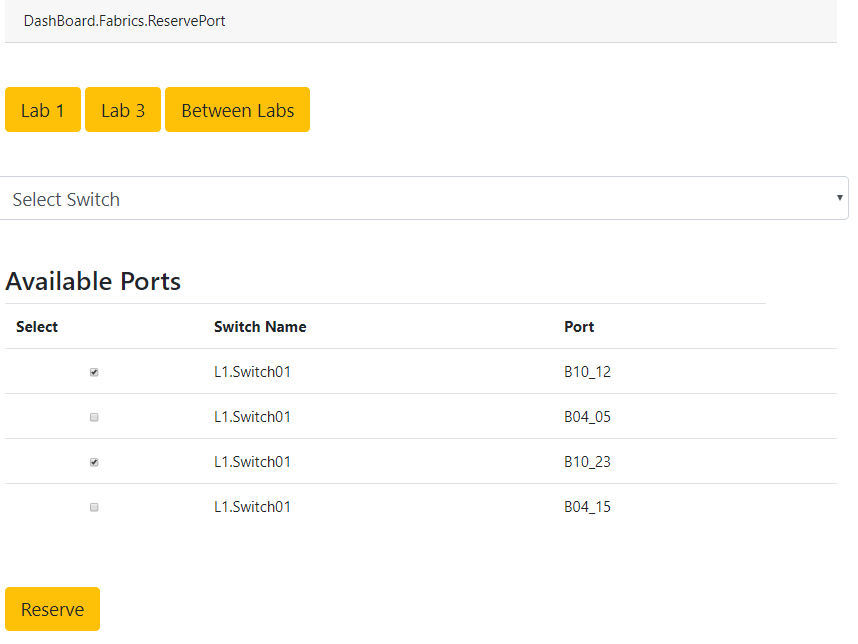 DashBoard.Fabrics.ReservePort
Lab 1 Lab 3 Between Labs
Select Switch
Available Ports
Select Switch Name Port
L1.Switch01 B10_12
L1.Switch01 B04_05
L1.Switch01 B10_23
L1.Switch01 B04_15
Reserve